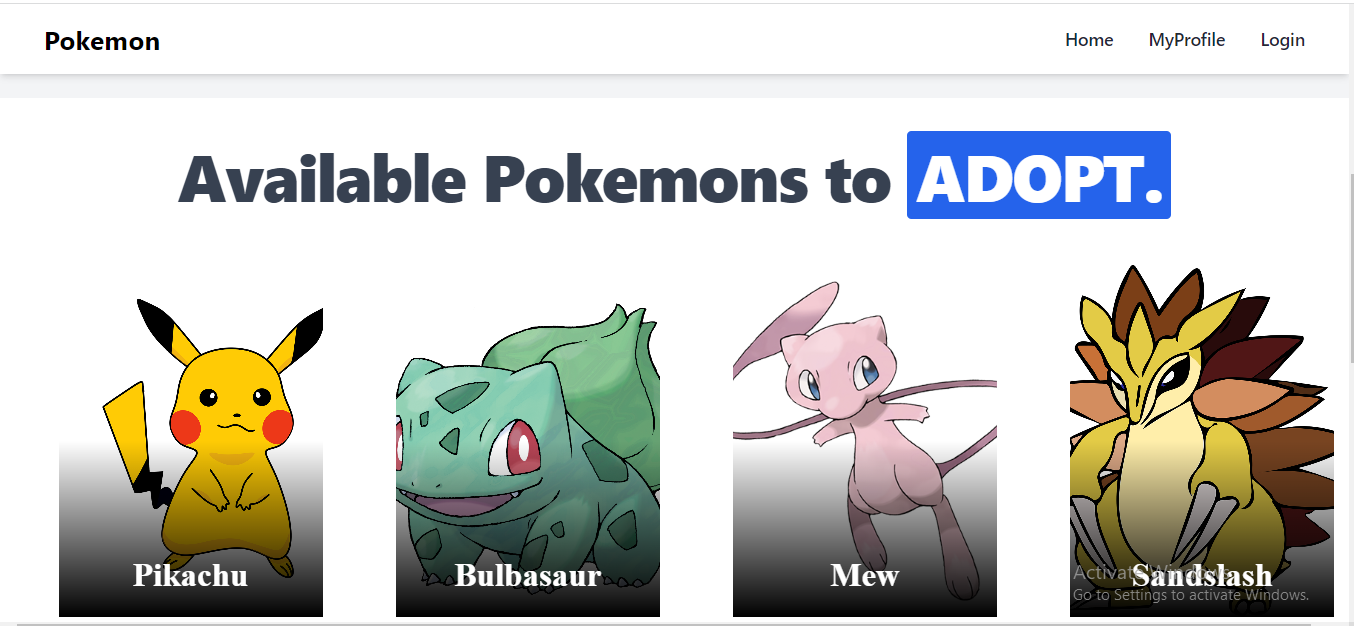 Pokemon Home MyProfile Login
Available Pokemons to ADOPT.
Pikachu Bulbasaur Mew Sandslash
Activate Windows
Go to Settings to activate Windows.